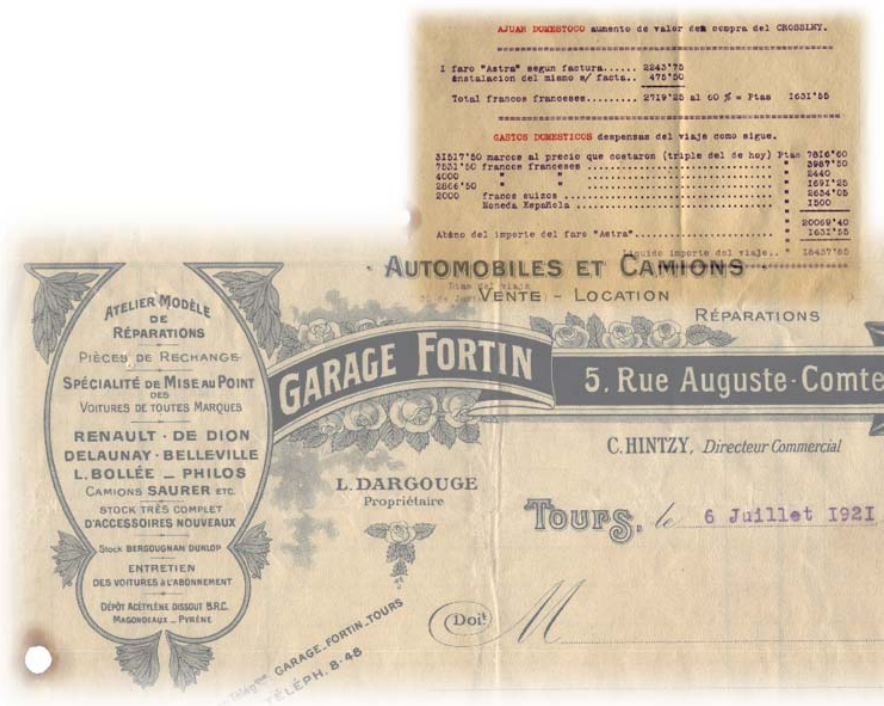 AJUAR DOMESTOCO aumento de valor del compra del CROSSLEY.
I faro "Astra" segun factura...... 2243'75
énstalacion del mismo s/ facta.. 475'50
Total francos franceses......... 2719'25 al 60 % = Ptas 1631'55
GASTOS DOMESTICOS despensas del viaje como sigue.
31517'50 marcos al precio que costaron (triple del de hoy) Ptas 7816'60
7531'50 francos franceses .............................. " 3987'50
4000 " " .............................. " 2440
2866'50 " " .............................. " 1691'25
2000 francs suizos .............................. " 2634'05
Moneda Española .............................. " 1500
" 20069'40
Abono del importe del faro "Astra"...................... " 1631'55
Liquido importe del viaje.. " 18437'85
AUTOMOBILES ET CAMIONS
VENTE - LOCATION
RÉPARATIONS
GARAGE FORTIN
5. Rue Auguste-Comte
C. HINTZY, Directeur Commercial
ATELIER MODÈLE
DE
RÉPARATIONS
PIÈCES DE RECHANGE
SPÉCIALITÉ DE MISE AU POINT
DES
VOITURES DE TOUTES MARQUES
RENAULT · DE DION
DELAUNAY · BELLEVILLE
L. BOLLÉE _ PHILOS
CAMIONS SAURER ETC.
STOCK TRÈS COMPLET
D'ACCESSOIRES NOUVEAUX
Stock BERGOUGNAN DUNLOP
ENTRETIEN
DES VOITURES à L'ABONNEMENT
DÉPÔT ACÉTYLÈNE DISSOUT B.R.C.
MAGONDEAUX _ PYRÈNE
L. DARGOUGE
Propriétaire
TOURS, le 6 Juillet 1921
Doit M
GARAGE_FORTIN_TOURS
TÉLÉPH. 8-48